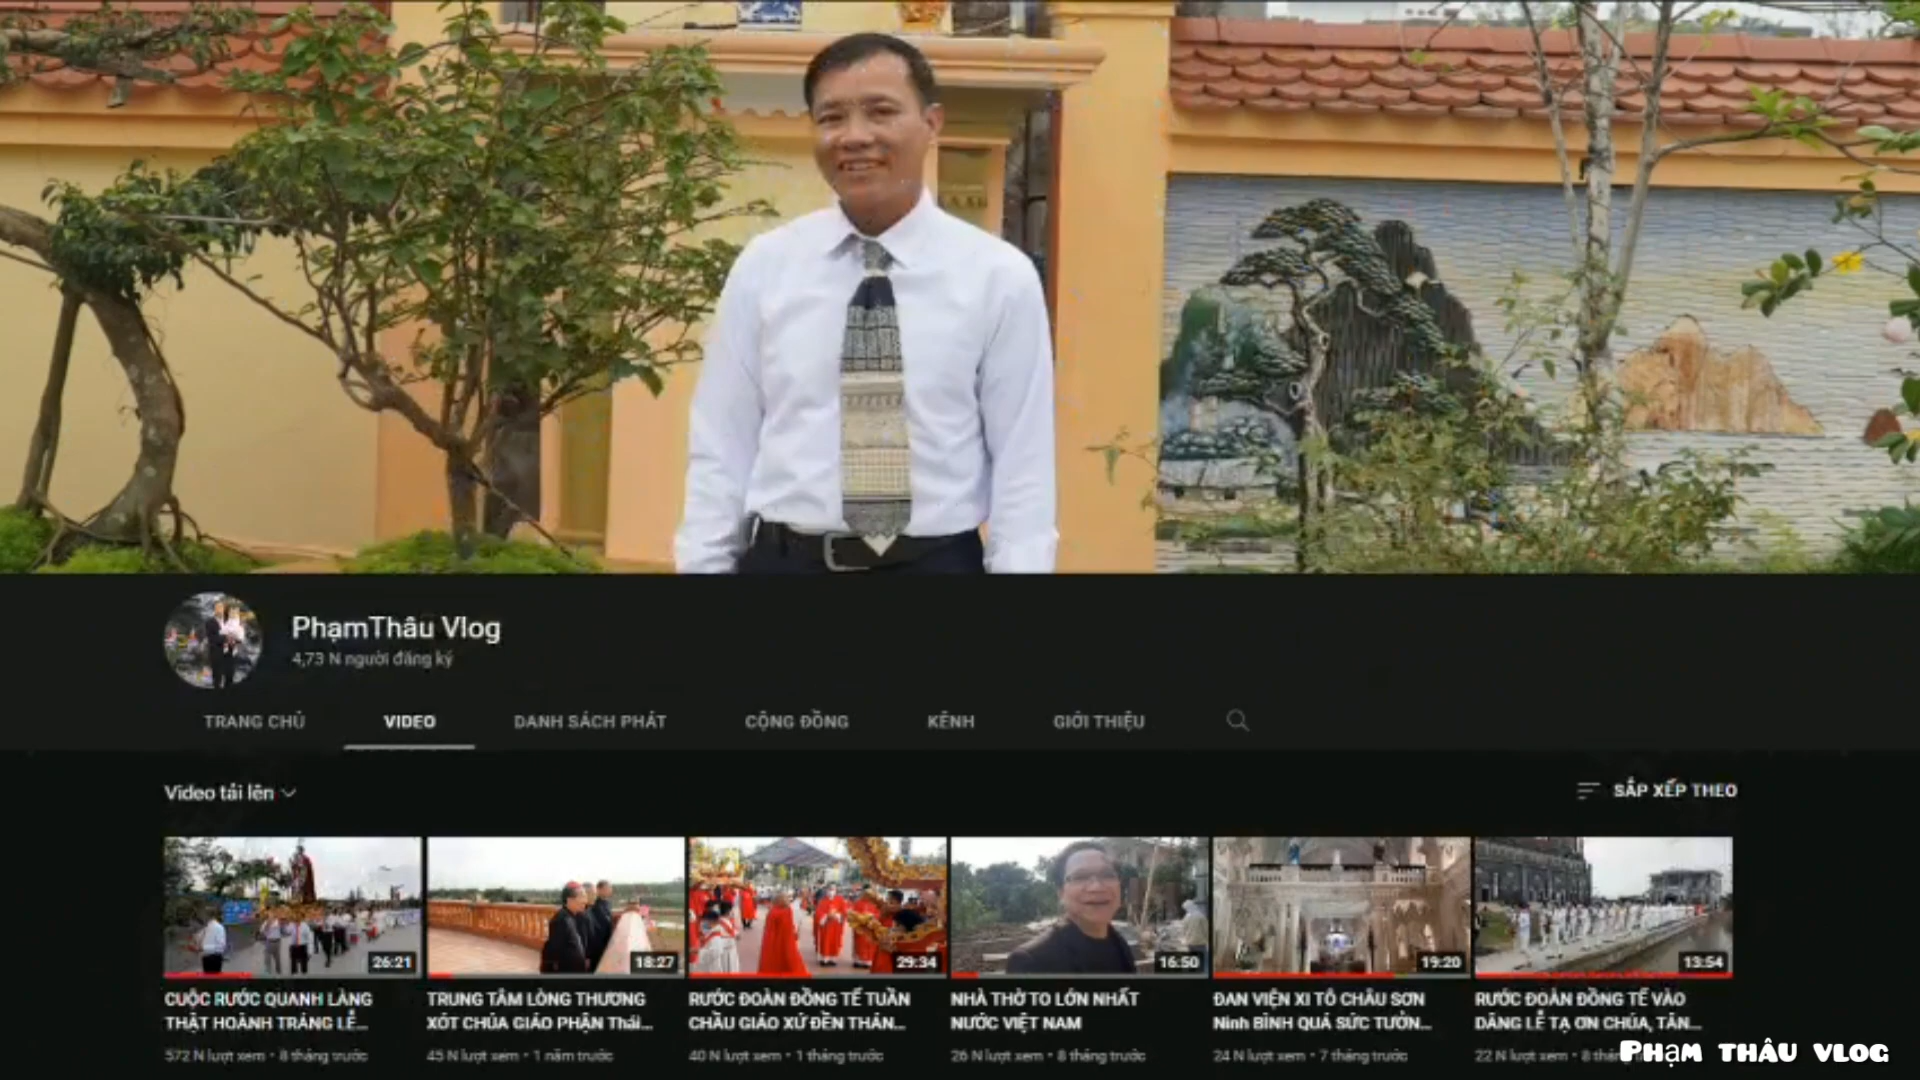 PhạmThâu Vlog
4,73 N người đăng ký
TRANG CHỦ
VIDEO
DANH SÁCH PHÁT
CỘNG ĐỒNG
KÊNH
GIỚI THIỆU
Video tải lên
SẮP XẾP THEO
26:21
18:27
29:34
16:50
19:20
13:54
CUỘC RƯỚC QUANH LÀNG
THẬT HOÀNH TRÁNG LỄ...
572 N lượt xem • 8 tháng trước
TRUNG TÂM LÒNG THƯƠNG
XÓT CHÚA GIÁO PHẬN Thái...
45 N lượt xem • 1 năm trước
RƯỚC ĐOÀN ĐỒNG TẾ TUẦN
CHẦU GIÁO XỨ ĐỀN THÁN...
40 N lượt xem • 1 tháng trước
NHÀ THỜ TO LỚN NHẤT
NƯỚC VIỆT NAM
26 N lượt xem • 8 tháng trước
ĐAN VIỆN XI TÔ CHÂU SƠN
Ninh BÌNH QUÁ SỨC TƯỞN...
24 N lượt xem • 7 tháng trước
RƯỚC ĐOÀN ĐỒNG TẾ VÀO
DÂNG LỄ TẠ ƠN CHÚA, TÂN...
22 N lượt xem • 8
PHẠM THÂU VLOG